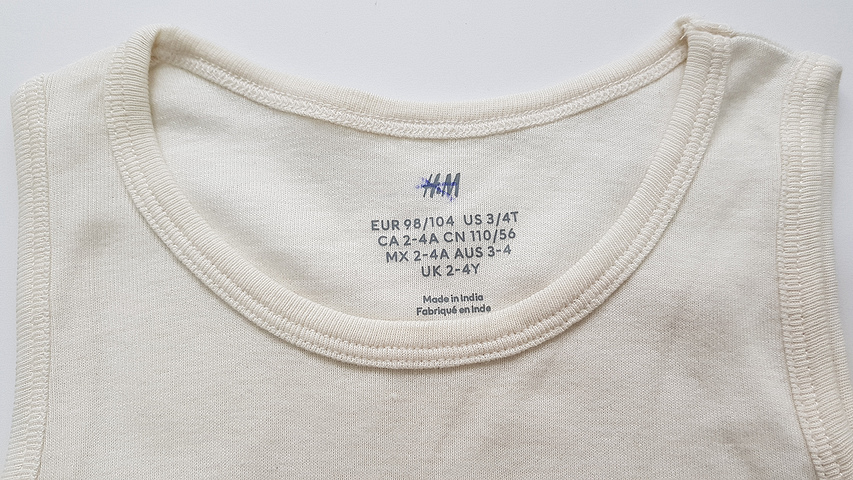 H&M
EUR 98/104 US 3/4T
CA 2-4A CN 110/56
MX 2-4A AUS 3-4
UK 2-4Y
Made in India
Fabriqué en Inde